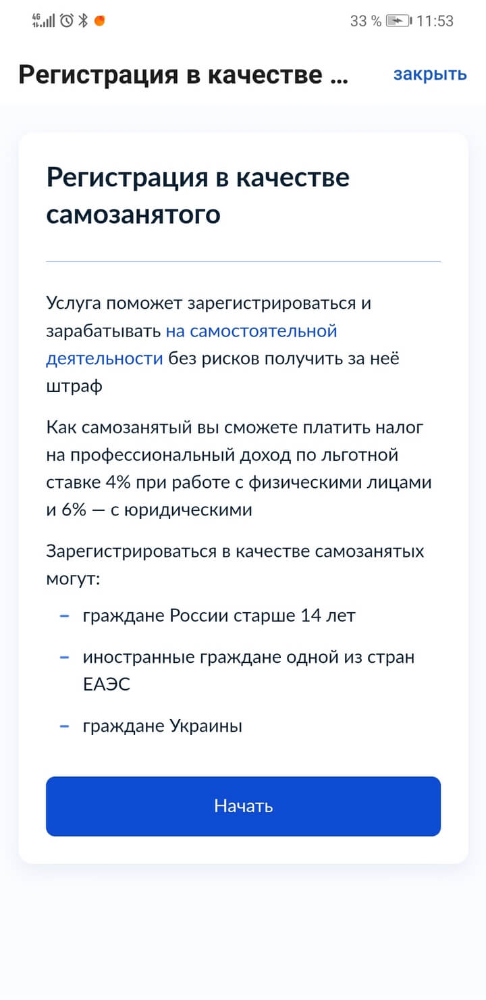 4G
33 % 11:53
Регистрация в качестве ...
закрыть
Регистрация в качестве
самозанятого
Услуга поможет зарегистрироваться и
зарабатывать на самостоятельной
деятельности без рисков получить за неё
штраф
Как самозанятый вы сможете платить налог
на профессиональный доход по льготной
ставке 4% при работе с физическими лицами
и 6% — с юридическими
Зарегистрироваться в качестве самозанятых
могут:
– граждане России старше 14 лет
– иностранные граждане одной из стран
ЕАЭС
– граждане Украины
Начать